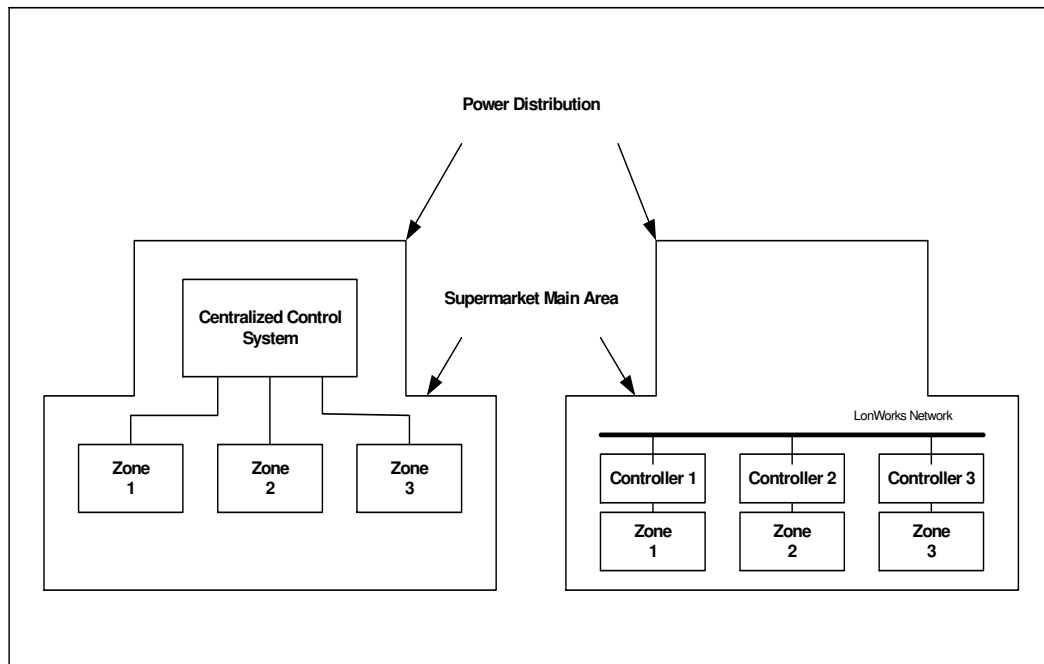 Power Distribution
Supermarket Main Area
Centralized Control
System
Zone
1
Zone
2
Zone
3
LonWorks Network
Controller 1
Controller 2
Controller 3
Zone
1
Zone
2
Zone
3